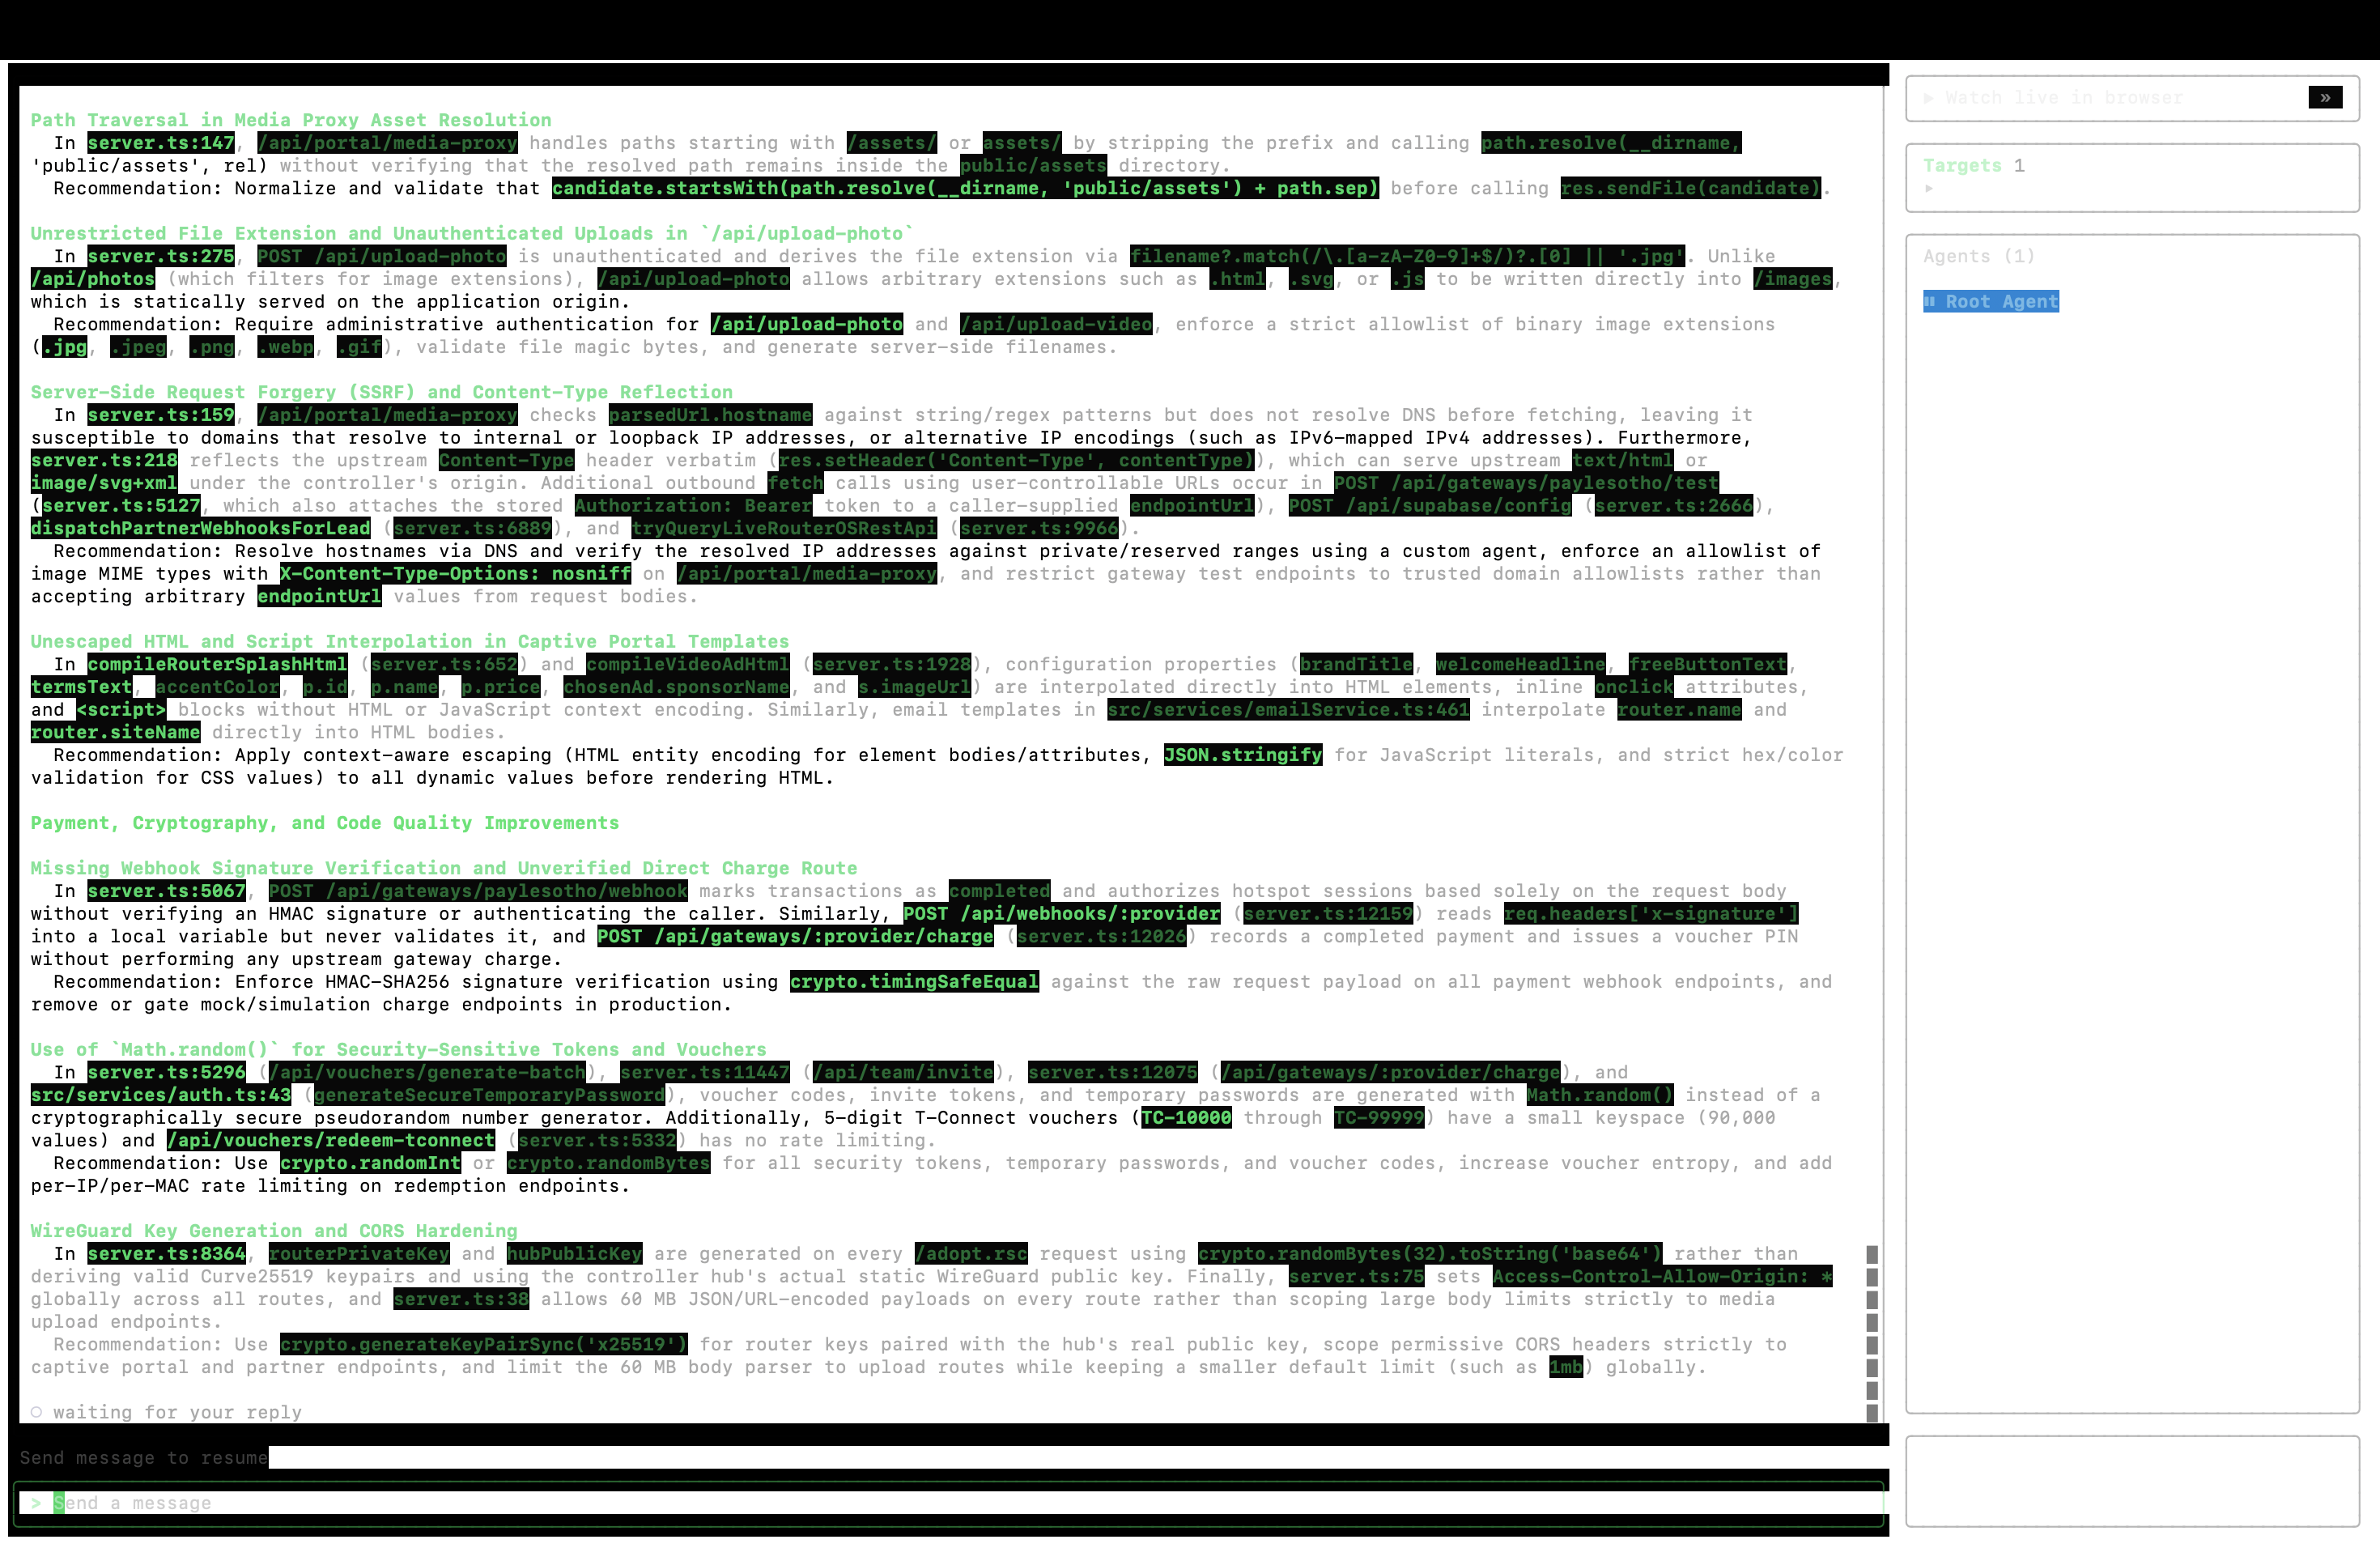 Path Traversal in Media Proxy Asset Resolution
In server.ts:147, /api/portal/media-proxy handles paths starting with /assets/ or assets/ by stripping the prefix and calling path.resolve(__dirname,
'public/assets', rel) without verifying that the resolved path remains inside the public/assets directory.
Recommendation: Normalize and validate that candidate.startsWith(path.resolve(__dirname, 'public/assets') + path.sep) before calling res.sendFile(candidate).
Unrestricted File Extension and Unauthenticated Uploads in `/api/upload-photo`
In server.ts:275, POST /api/upload-photo is unauthenticated and derives the file extension via filename?.match(/\.[a-zA-Z0-9]+$/)?.[0] || '.jpg'. Unlike
/api/photos (which filters for image extensions), /api/upload-photo allows arbitrary extensions such as .html, .svg, or .js to be written directly into /images,
which is statically served on the application origin.
Recommendation: Require administrative authentication for /api/upload-photo and /api/upload-video, enforce a strict allowlist of binary image extensions
(.jpg, .jpeg, .png, .webp, .gif), validate file magic bytes, and generate server-side filenames.
Server-Side Request Forgery (SSRF) and Content-Type Reflection
In server.ts:159, /api/portal/media-proxy checks parsedUrl.hostname against string/regex patterns but does not resolve DNS before fetching, leaving it
susceptible to domains that resolve to internal or loopback IP addresses, or alternative IP encodings (such as IPv6-mapped IPv4 addresses). Furthermore,
server.ts:218 reflects the upstream Content-Type header verbatim (res.setHeader('Content-Type', contentType)), which can serve upstream text/html or
image/svg+xml under the controller's origin. Additional outbound fetch calls using user-controllable URLs occur in POST /api/gateways/paylesotho/test
(server.ts:5127, which also attaches the stored Authorization: Bearer token to a caller-supplied endpointUrl), POST /api/supabase/config (server.ts:2666),
dispatchPartnerWebhooksForLead (server.ts:6889), and tryQueryLiveRouterOSRestApi (server.ts:9966).
Recommendation: Resolve hostnames via DNS and verify the resolved IP addresses against private/reserved ranges using a custom agent, enforce an allowlist of
image MIME types with X-Content-Type-Options: nosniff on /api/portal/media-proxy, and restrict gateway test endpoints to trusted domain allowlists rather than
accepting arbitrary endpointUrl values from request bodies.
Unescaped HTML and Script Interpolation in Captive Portal Templates
In compileRouterSplashHtml (server.ts:652) and compileVideoAdHtml (server.ts:1928), configuration properties (brandTitle, welcomeHeadline, freeButtonText,
termsText, accentColor, p.id, p.name, p.price, chosenAd.sponsorName, and s.imageUrl) are interpolated directly into HTML elements, inline onclick attributes,
and <script> blocks without HTML or JavaScript context encoding. Similarly, email templates in src/services/emailService.ts:461 interpolate router.name and
router.siteName directly into HTML bodies.
Recommendation: Apply context-aware escaping (HTML entity encoding for element bodies/attributes, JSON.stringify for JavaScript literals, and strict hex/color
validation for CSS values) to all dynamic values before rendering HTML.
Payment, Cryptography, and Code Quality Improvements
Missing Webhook Signature Verification and Unverified Direct Charge Route
In server.ts:5067, POST /api/gateways/paylesotho/webhook marks transactions as completed and authorizes hotspot sessions based solely on the request body
without verifying an HMAC signature or authenticating the caller. Similarly, POST /api/webhooks/:provider (server.ts:12159) reads req.headers['x-signature']
into a local variable but never validates it, and POST /api/gateways/:provider/charge (server.ts:12026) records a completed payment and issues a voucher PIN
without performing any upstream gateway charge.
Recommendation: Enforce HMAC-SHA256 signature verification using crypto.timingSafeEqual against the raw request payload on all payment webhook endpoints, and
remove or gate mock/simulation charge endpoints in production.
Use of `Math.random()` for Security-Sensitive Tokens and Vouchers
In server.ts:5296 (/api/vouchers/generate-batch), server.ts:11447 (/api/team/invite), server.ts:12075 (/api/gateways/:provider/charge), and
src/services/auth.ts:43 (generateSecureTemporaryPassword), voucher codes, invite tokens, and temporary passwords are generated with Math.random() instead of a
cryptographically secure pseudorandom number generator. Additionally, 5-digit T-Connect vouchers (TC-10000 through TC-99999) have a small keyspace (90,000
values) and /api/vouchers/redeem-tconnect (server.ts:5332) has no rate limiting.
Recommendation: Use crypto.randomInt or crypto.randomBytes for all security tokens, temporary passwords, and voucher codes, increase voucher entropy, and add
per-IP/per-MAC rate limiting on redemption endpoints.
WireGuard Key Generation and CORS Hardening
In server.ts:8364, routerPrivateKey and hubPublicKey are generated on every /adopt.rsc request using crypto.randomBytes(32).toString('base64') rather than
deriving valid Curve25519 keypairs and using the controller hub's actual static WireGuard public key. Finally, server.ts:75 sets Access-Control-Allow-Origin: *
globally across all routes, and server.ts:38 allows 60 MB JSON/URL-encoded payloads on every route rather than scoping large body limits strictly to media
upload endpoints.
Recommendation: Use crypto.generateKeyPairSync('x25519') for router keys paired with the hub's real public key, scope permissive CORS headers strictly to
captive portal and partner endpoints, and limit the 60 MB body parser to upload routes while keeping a smaller default limit (such as 1mb) globally.
○ waiting for your reply
Send message to resume
> Send a message
▶ Watch live in browser »
Targets 1
▸
Agents (1)
⏸ Root Agent